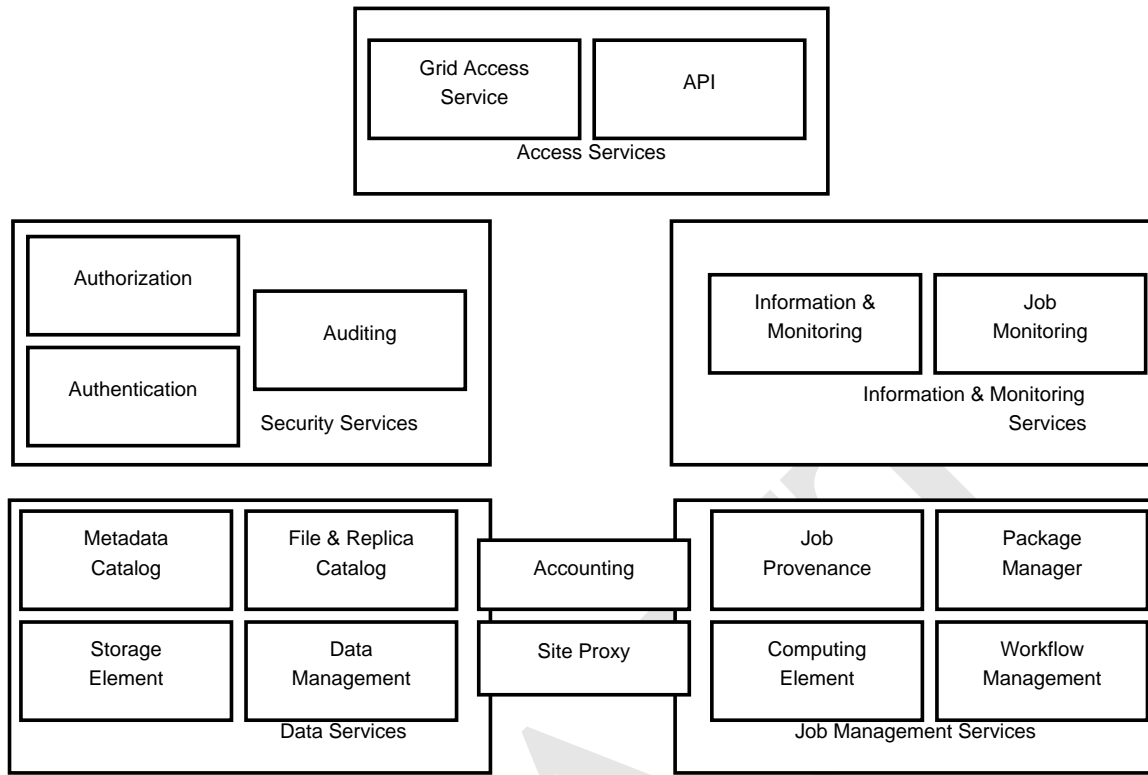 Grid Access
Service
API
Access Services
Authorization
Auditing
Authentication
Security Services
Information &
Monitoring
Job
Monitoring
Information & Monitoring
Services
Metadata
Catalog
File & Replica
Catalog
Accounting
Job
Provenance
Package
Manager
Storage
Element
Data
Management
Site Proxy
Computing
Element
Workflow
Management
Data Services
Job Management Services